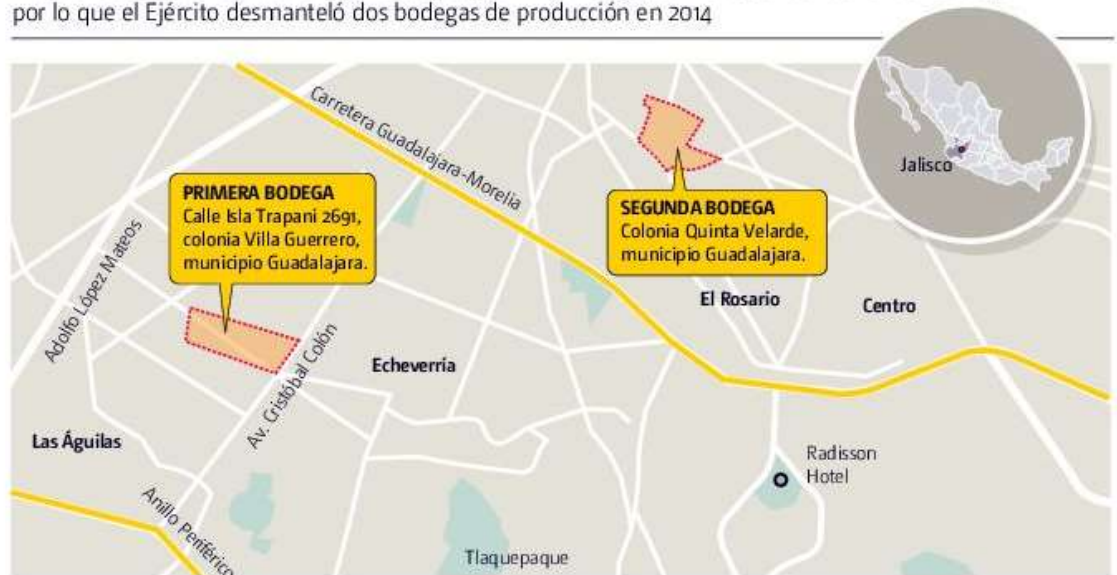 por lo que el Ejército desmanteló dos bodegas de producción en 2014
Carretera Guadalajara-Morelia
Jalisco
PRIMERA BODEGA
Calle Isla Trapani 2691,
colonia Villa Guerrero,
municipio Guadalajara.
SEGUNDA BODEGA
Colonia Quinta Velarde,
municipio Guadalajara.
Adolfo López Mateos
El Rosario
Centro
Av. Cristóbal Colón
Echeverría
Las Águilas
Radisson
Hotel
Anillo Periférico
Tlaquepaque